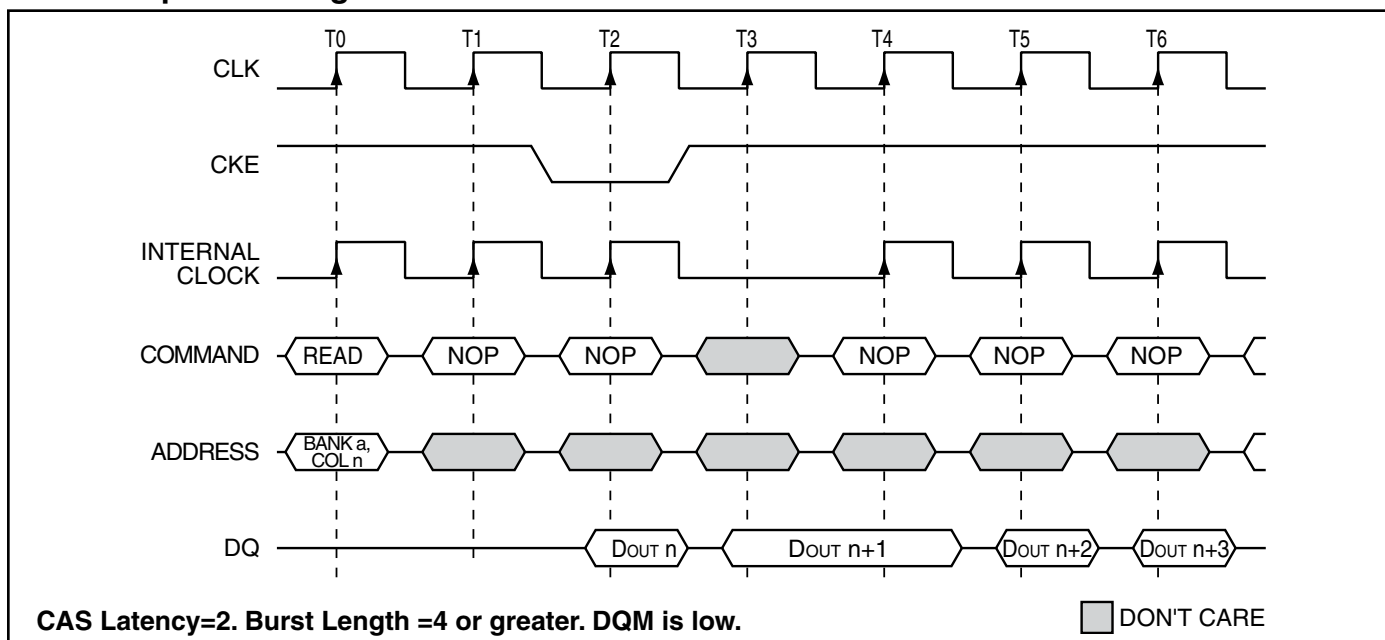 T0 T1 T2 T3 T4 T5 T6
CLK
CKE
INTERNAL
CLOCK
COMMAND READ NOP NOP NOP NOP NOP
ADDRESS BANK a,
COL n
DQ DOUT n DOUT n+1 DOUT n+2 DOUT n+3
CAS Latency=2. Burst Length =4 or greater. DQM is low. DON'T CARE